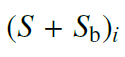 (S + S_b)_i